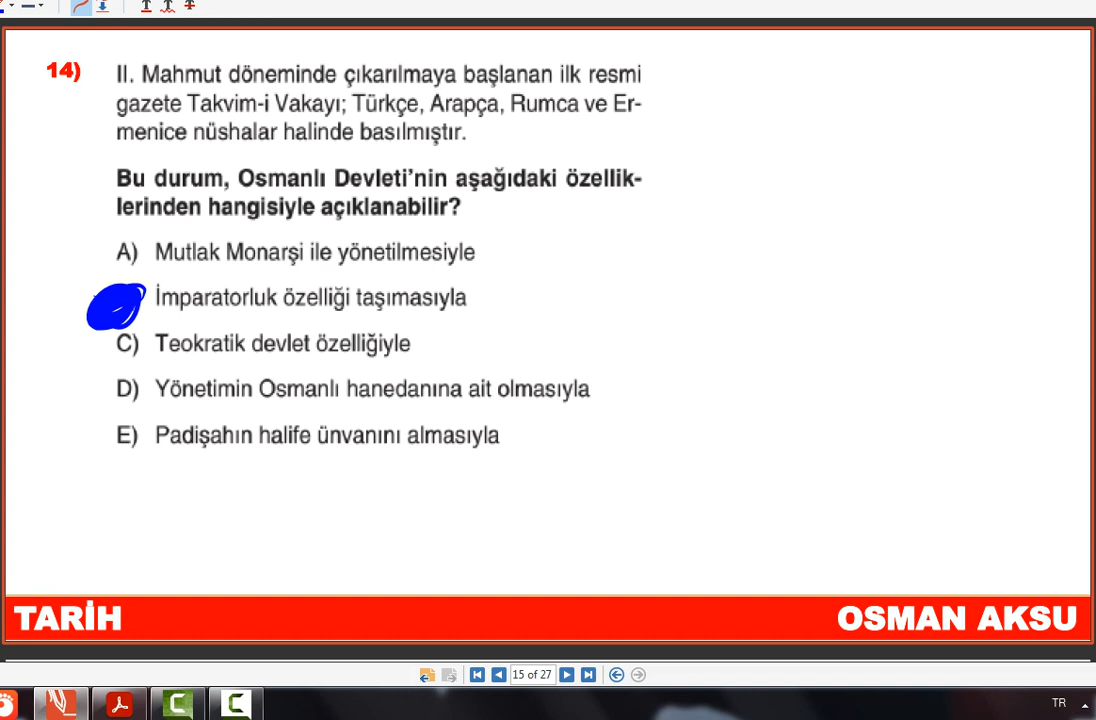 14)
II. Mahmut döneminde çıkarılmaya başlanan ilk resmi
gazete Takvim-i Vakayı; Türkçe, Arapça, Rumca ve Er-
menice nüshalar halinde basılmıştır.
Bu durum, Osmanlı Devleti'nin aşağıdaki özellik-
lerinden hangisiyle açıklanabilir?
A) Mutlak Monarşi ile yönetilmesiyle
İmparatorluk özelliği taşımasıyla
C) Teokratik devlet özelliğiyle
D) Yönetimin Osmanlı hanedanına ait olmasıyla
E) Padişahın halife ünvanını almasıyla
TARİH
OSMAN AKSU
15 of 27
TR